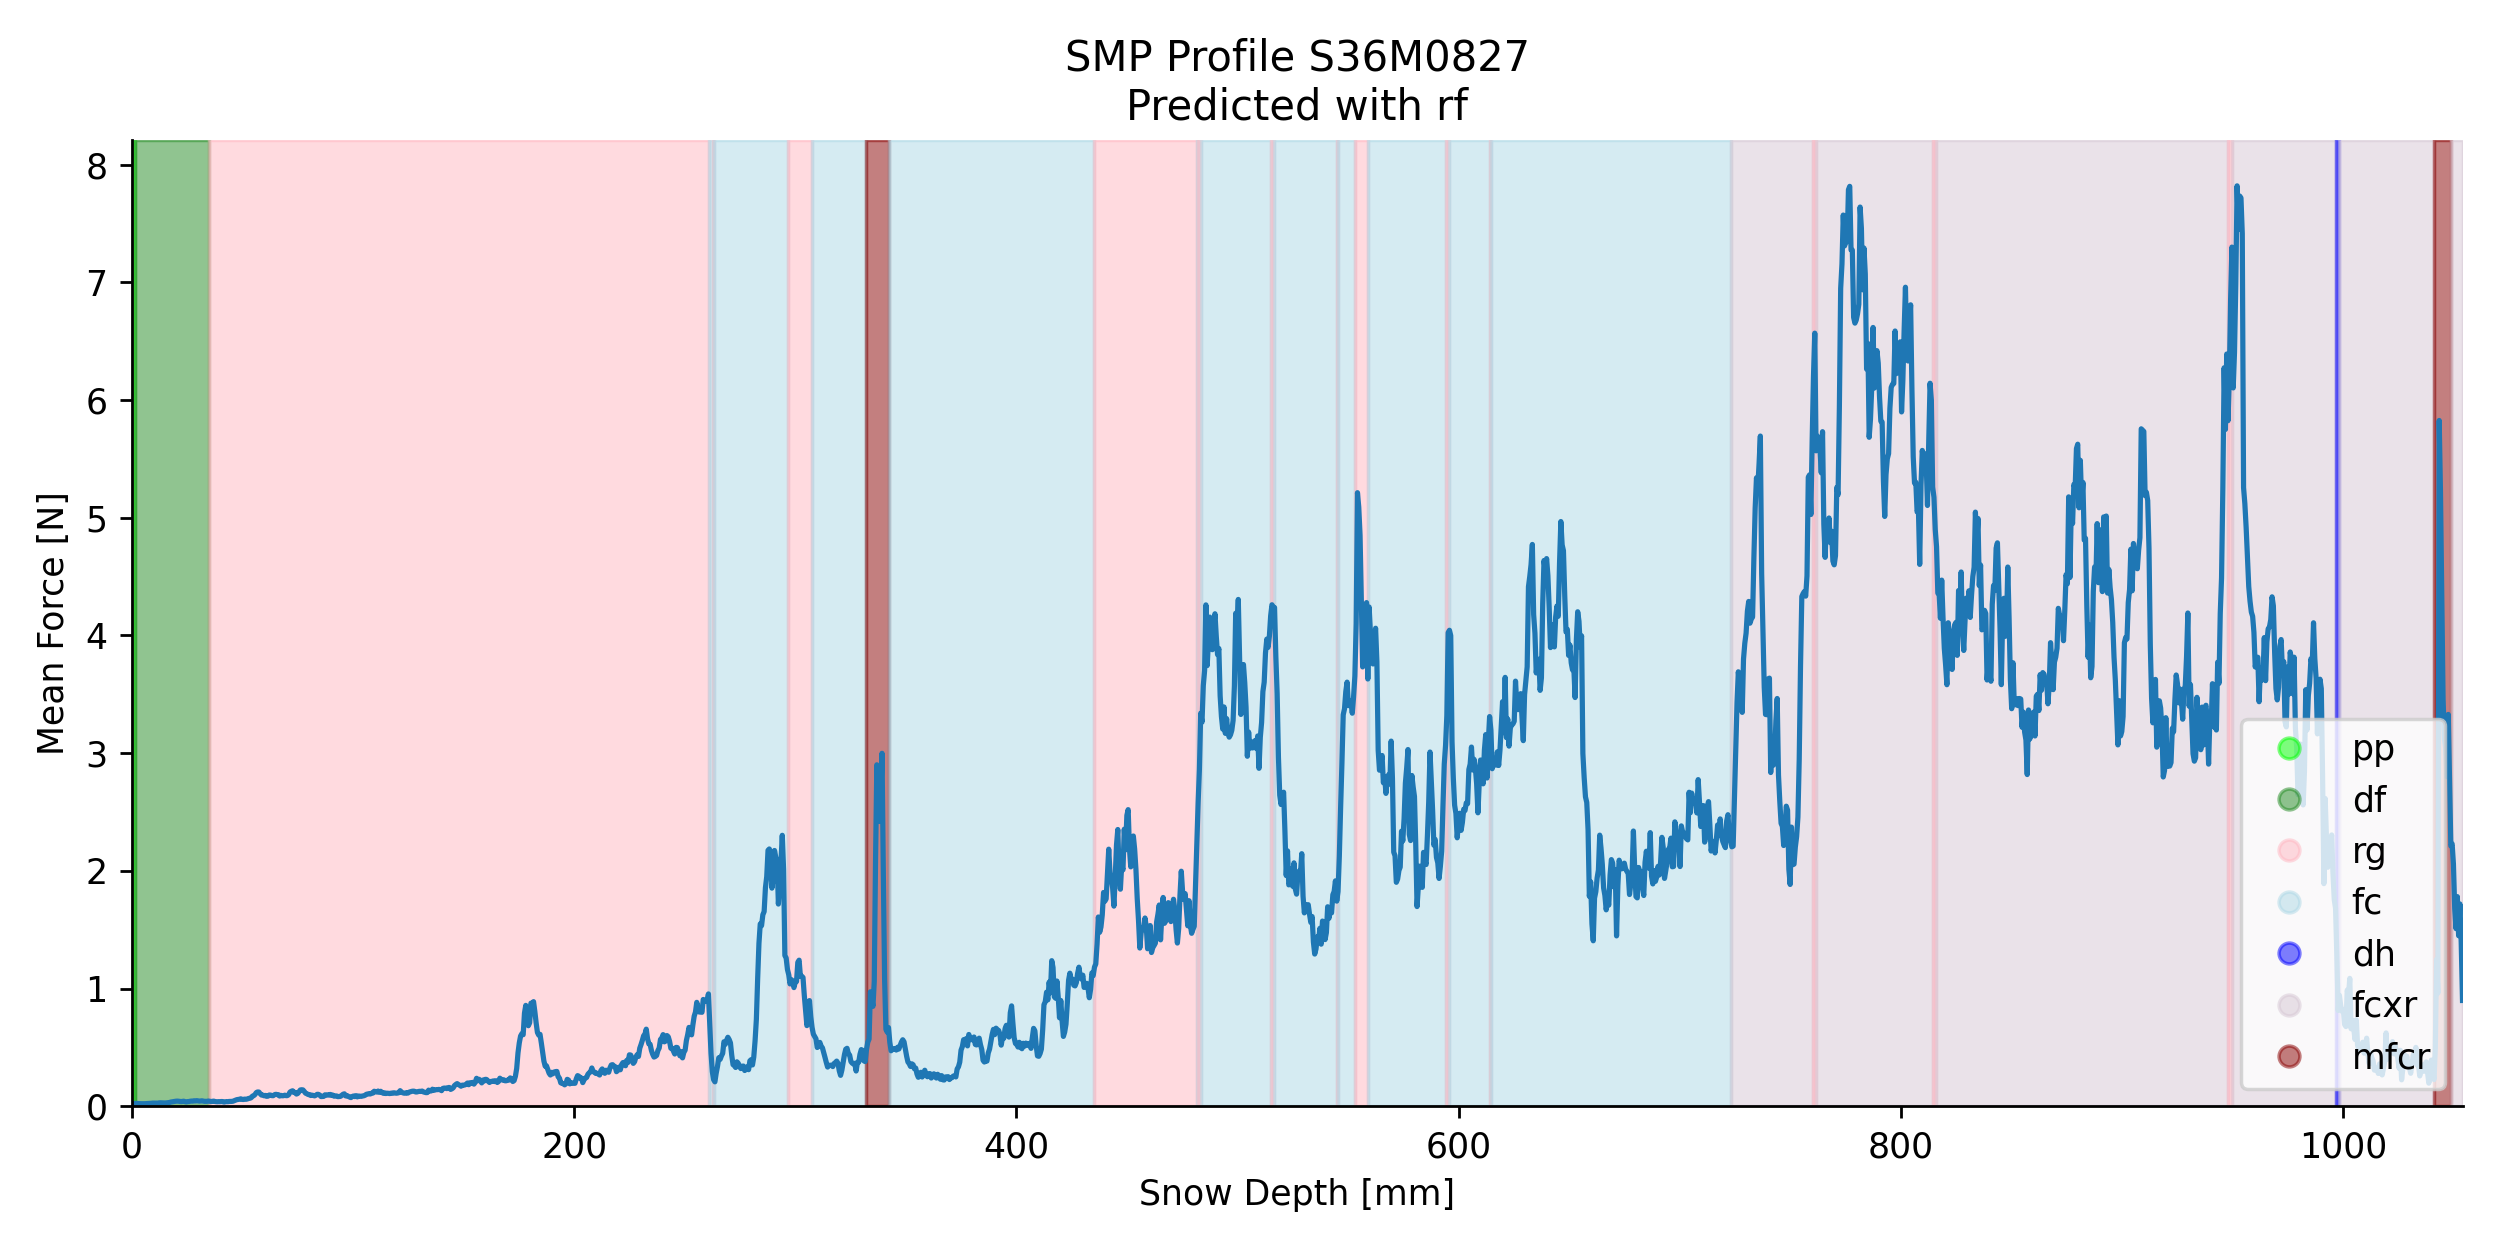 SMP Profile S36M0827
Predicted with rf
Mean Force [N]
8
7
6
5
4
3
2
1
0
0 200 400 600 800 1000
Snow Depth [mm]
pp
df
rg
fc
dh
fcxr
mfcr